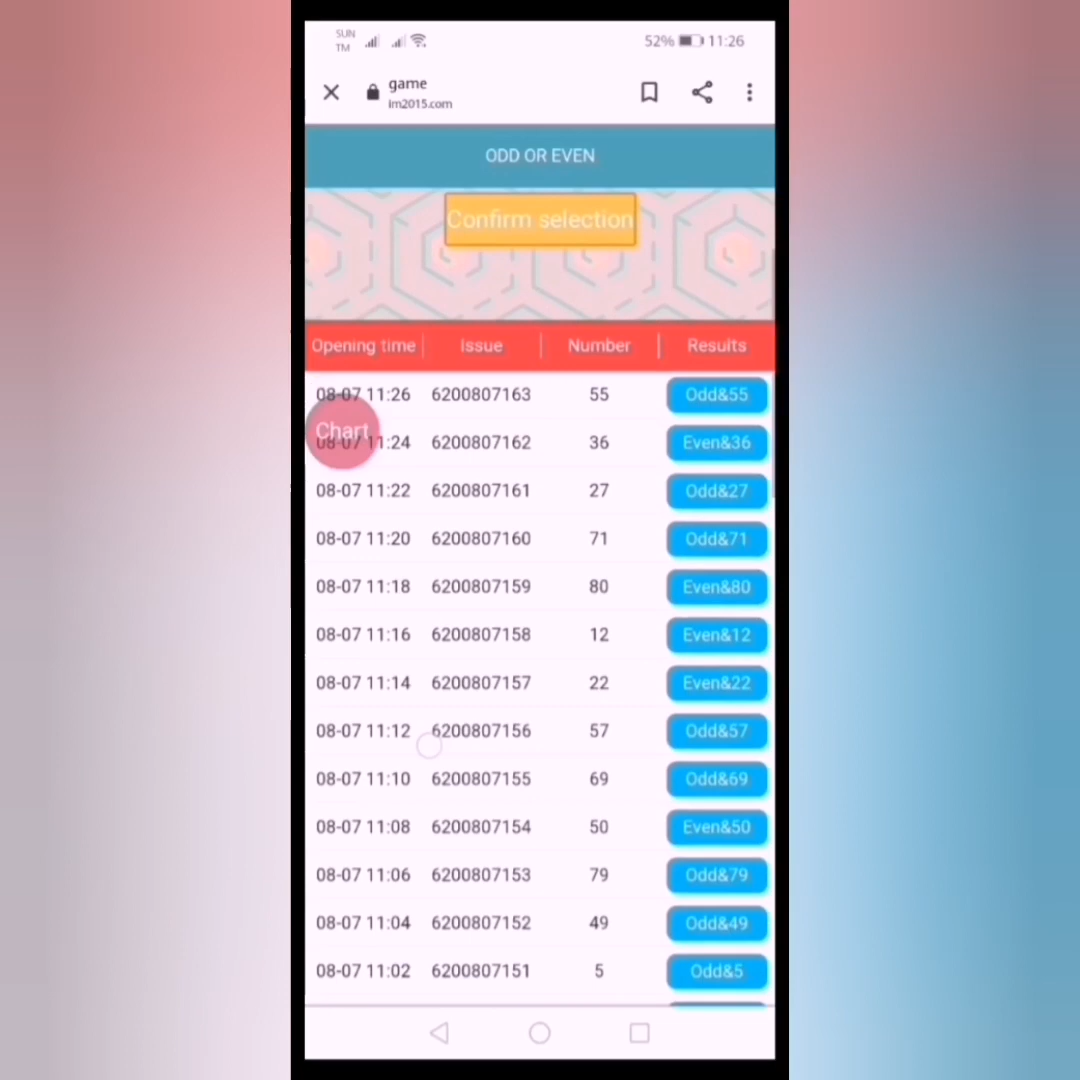 SUN
TM
52% 11:26
game
im2015.com
ODD OR EVEN
Confirm selection
Opening time Issue Number Results
08-07 11:26 6200807163 55 Odd&55
Chart
08-07 11:24 6200807162 36 Even&36
08-07 11:22 6200807161 27 Odd&27
08-07 11:20 6200807160 71 Odd&71
08-07 11:18 6200807159 80 Even&80
08-07 11:16 6200807158 12 Even&12
08-07 11:14 6200807157 22 Even&22
08-07 11:12 6200807156 57 Odd&57
08-07 11:10 6200807155 69 Odd&69
08-07 11:08 6200807154 50 Even&50
08-07 11:06 6200807153 79 Odd&79
08-07 11:04 6200807152 49 Odd&49
08-07 11:02 6200807151 5 Odd&5